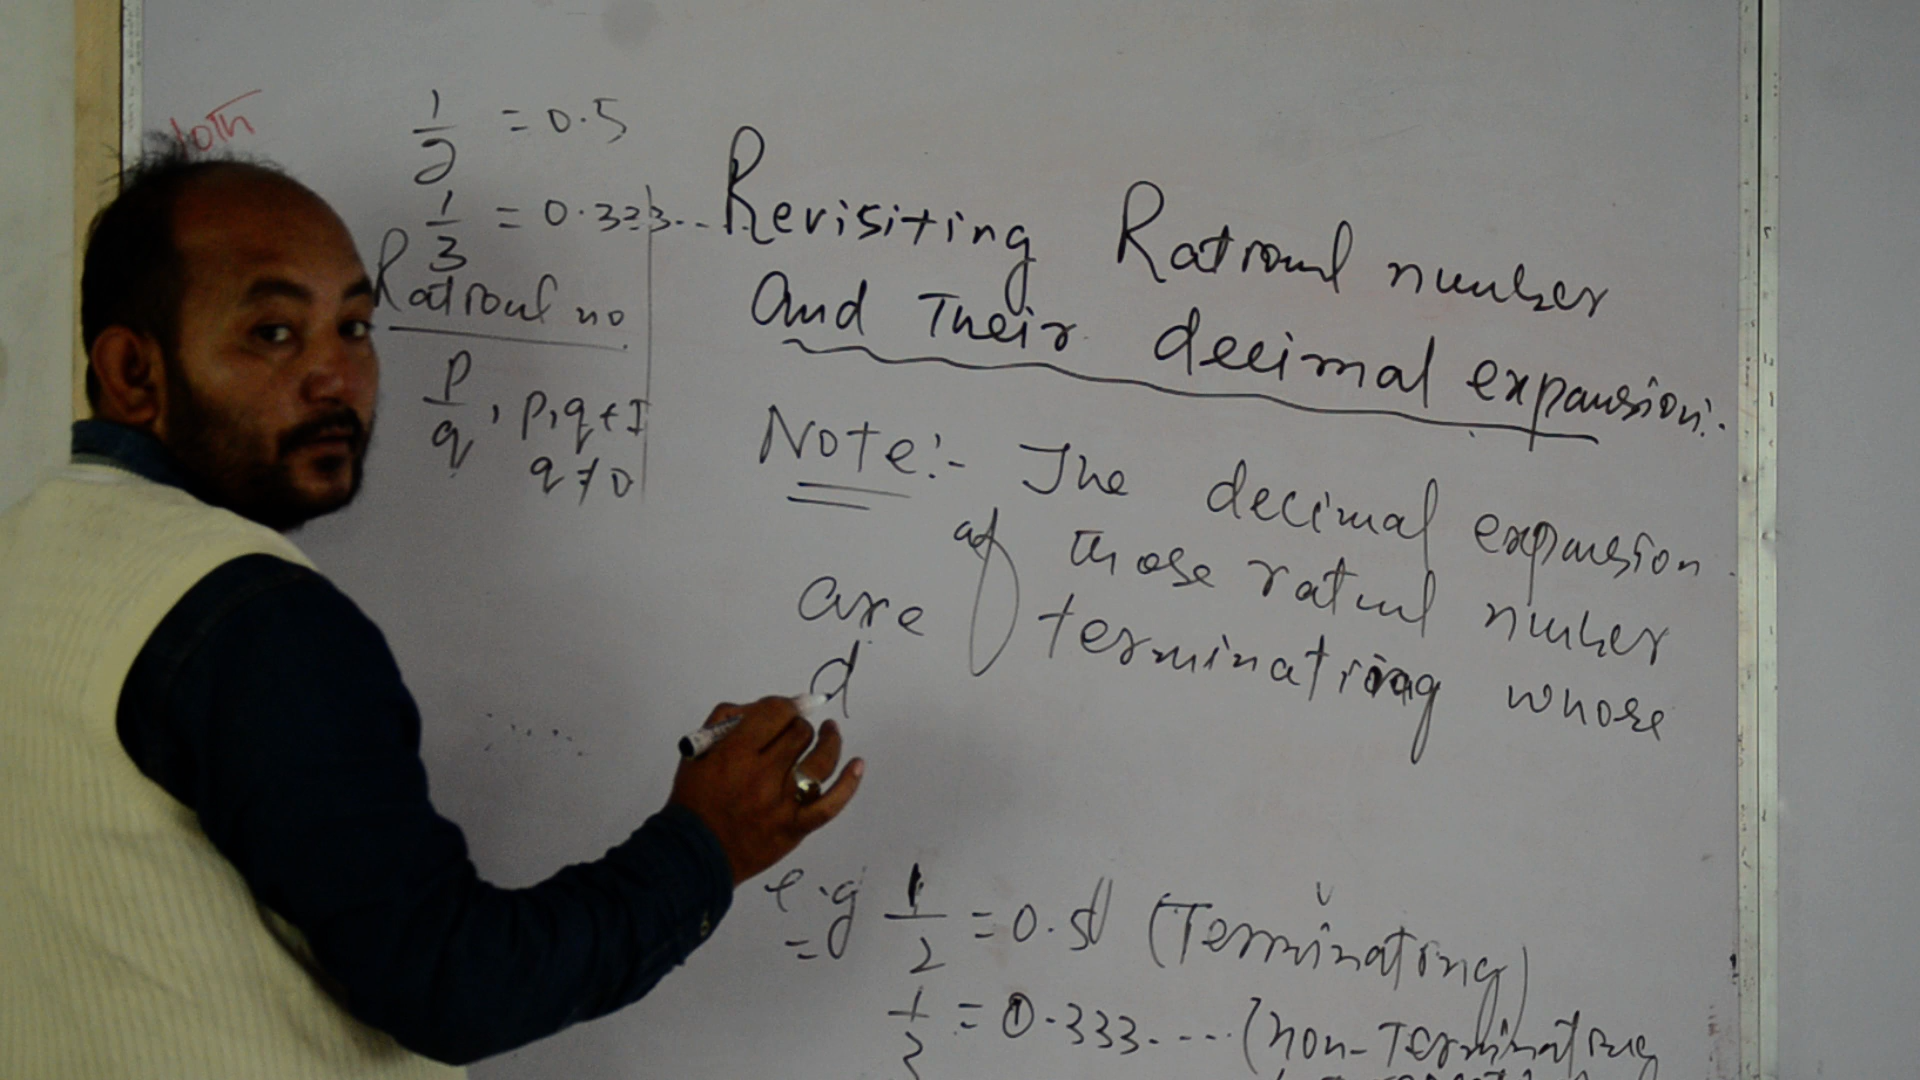 10th
1/2 = 0.5
1/3 = 0.333...
Rational no
p/q, p,q ∈ I
q ≠ 0
Revisiting Rational number
And Their decimal expansion:-
Note:- The decimal expansion
of those rational number
are terminating whose
d
e.g 1/2 = 0.5 (Terminating)
1/3 = 0.333.... (non-Terminating